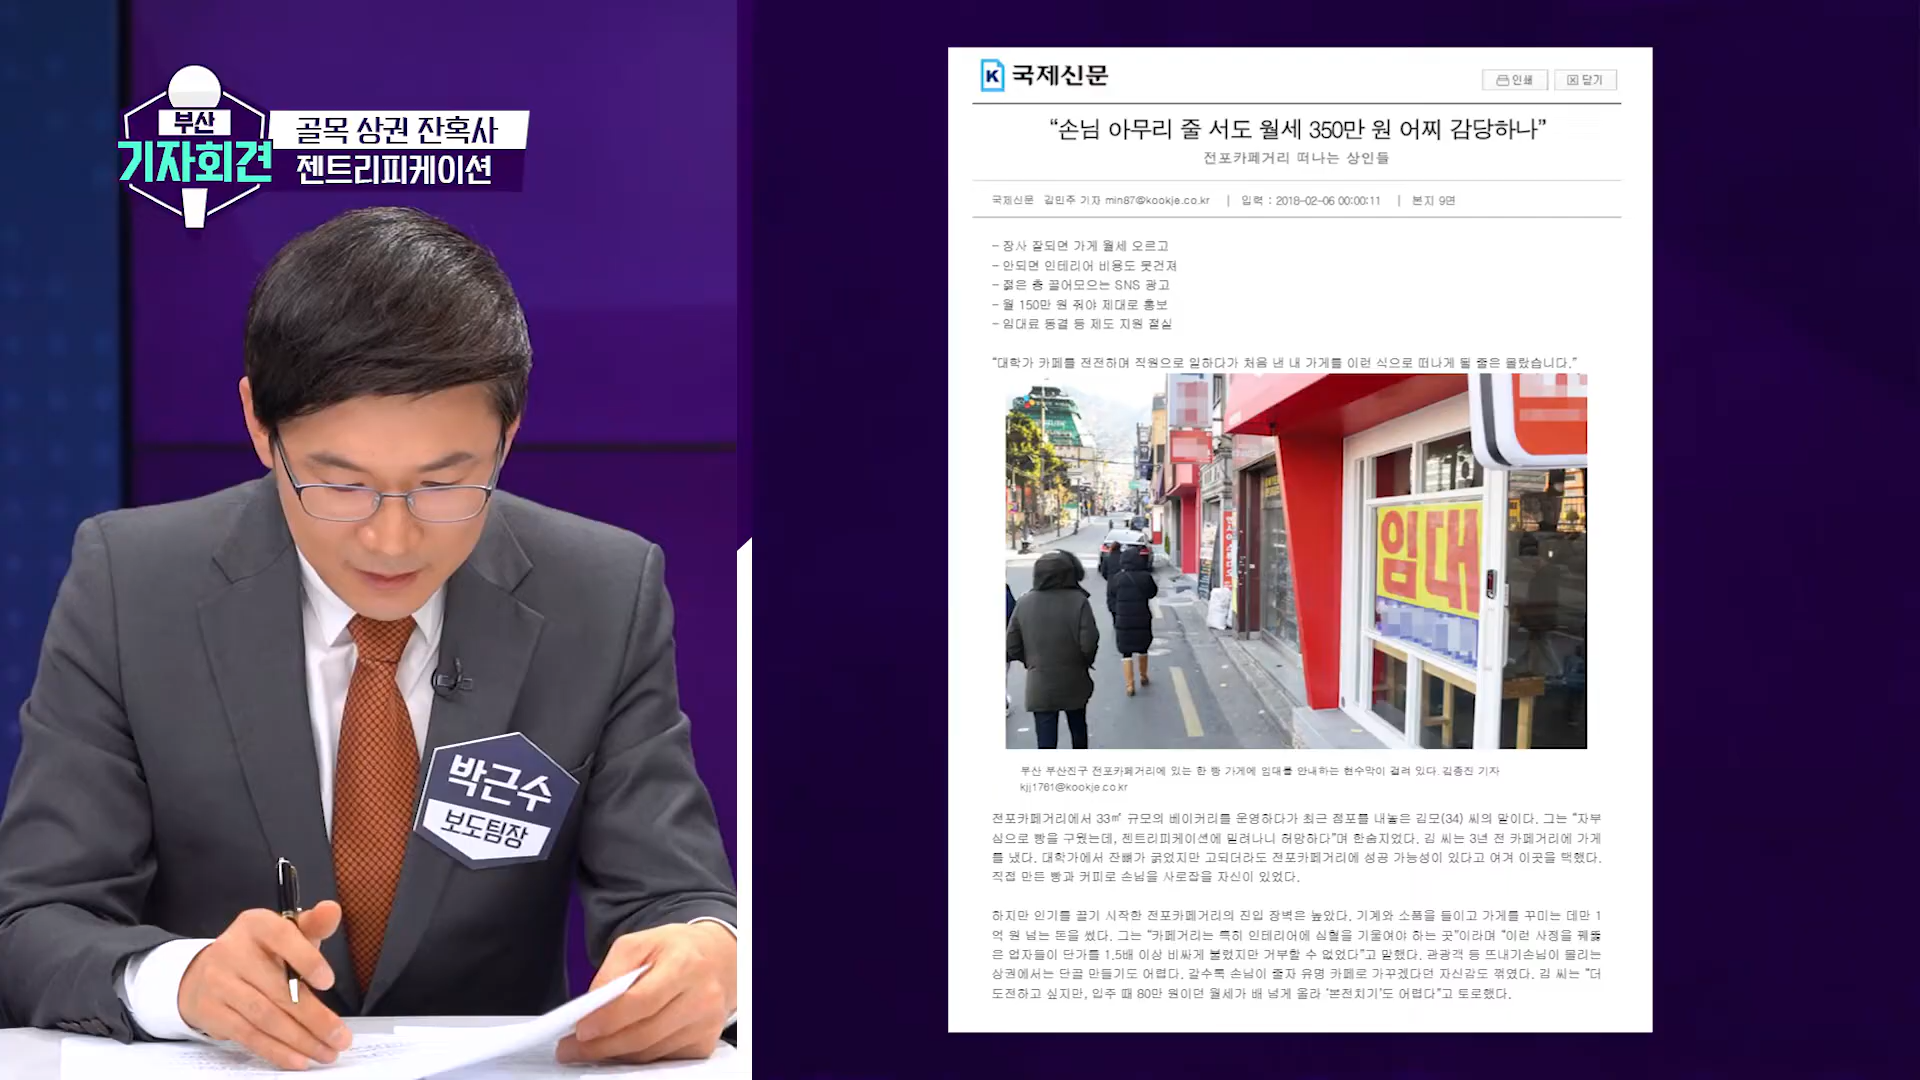 부산
기자회견
골목 상권 잔혹사
젠트리피케이션
박근수
보도팀장
K 국제신문
인쇄
닫기
“손님 아무리 줄 서도 월세 350만 원 어찌 감당하나”
전포카페거리 떠나는 상인들
국제신문 김민주 기자 min87@kookje.co.kr | 입력 : 2018-02-06 00:00:11 | 본지 9면
- 장사 잘되면 가게 월세 오르고
- 안되면 인테리어 비용도 못건져
- 젊은 층 끌어모으는 SNS 광고
- 월 150만 원 줘야 제대로 홍보
- 임대료 동결 등 제도 지원 절실
“대학가 카페를 전전하며 직원으로 일하다가 처음 낸 내 가게를 이런 식으로 떠나게 될 줄은 몰랐습니다.”
임대
부산 부산진구 전포카페거리에 있는 한 빵 가게에 임대를 안내하는 현수막이 걸려 있다. 김종진 기자
kjj1761@kookje.co.kr
전포카페거리에서 33㎡ 규모의 베이커리를 운영하다가 최근 점포를 내놓은 김모(34) 씨의 말이다. 그는 “자부
심으로 빵을 구웠는데, 젠트리피케이션에 밀려나니 허망하다”며 한숨지었다. 김 씨는 3년 전 카페거리에 가게
를 냈다. 대학가에서 잔뼈가 굵었지만 고되더라도 전포카페거리에 성공 가능성이 있다고 여겨 이곳을 택했다.
직접 만든 빵과 커피로 손님을 사로잡을 자신이 있었다.
하지만 인기를 끌기 시작한 전포카페거리의 진입 장벽은 높았다. 기계와 소품을 들이고 가게를 꾸미는 데만 1
억 원 넘는 돈을 썼다. 그는 “카페거리는 특히 인테리어에 심혈을 기울여야 하는 곳”이라며 “이런 사정을 꿰뚫
은 업자들이 단가를 1.5배 이상 비싸게 불렀지만 거부할 수 없었다”고 말했다. 관광객 등 뜨내기손님이 몰리는
상권에서는 단골 만들기도 어렵다. 갈수록 손님이 줄자 유명 카페로 가꾸겠다던 자신감도 꺾였다. 김 씨는 “더
도전하고 싶지만, 입주 때 80만 원이던 월세가 배 넘게 올라 ‘본전치기’도 어렵다”고 토로했다.